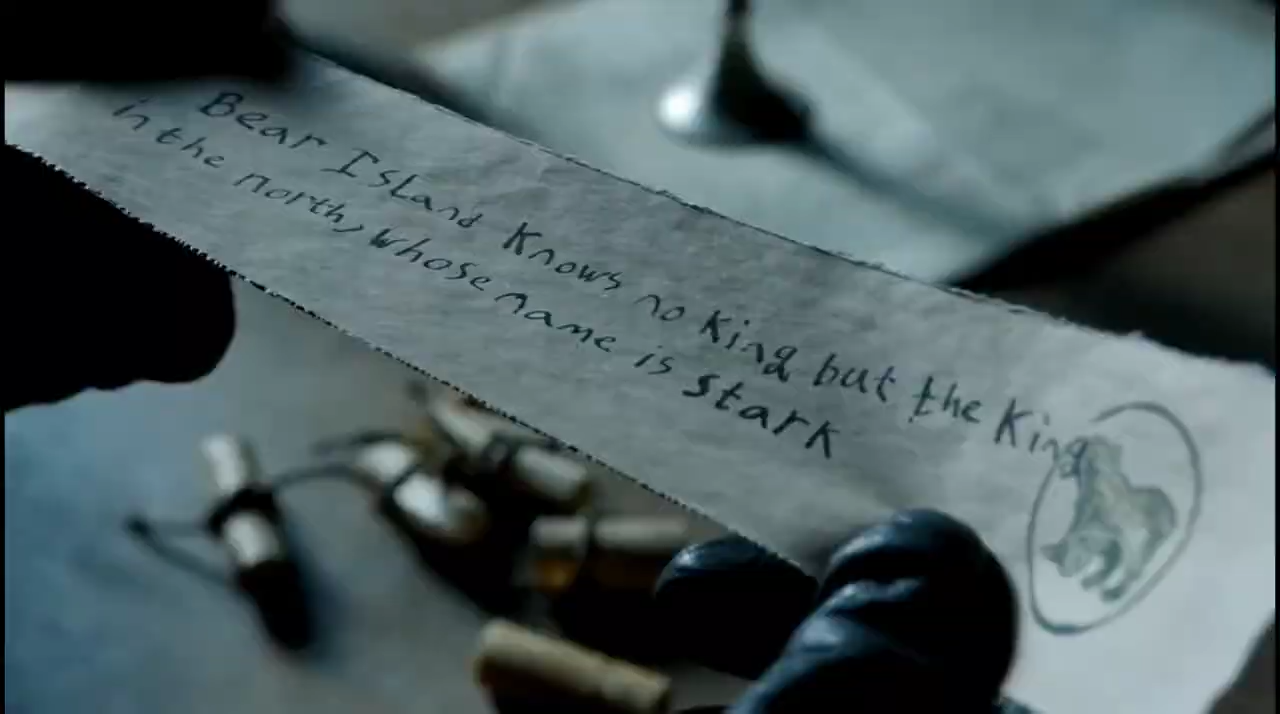 Bear Island Knows no King but the King
in the north, whose name is stark